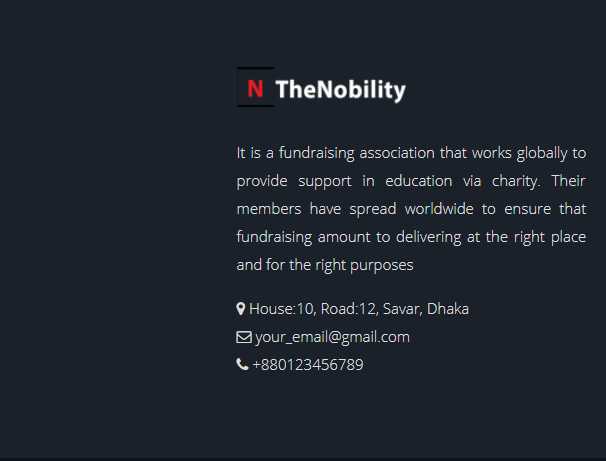 N TheNobility
It is a fundraising association that works globally to
provide support in education via charity. Their
members have spread worldwide to ensure that
fundraising amount to delivering at the right place
and for the right purposes
House:10, Road:12, Savar, Dhaka
your_email@gmail.com
+880123456789